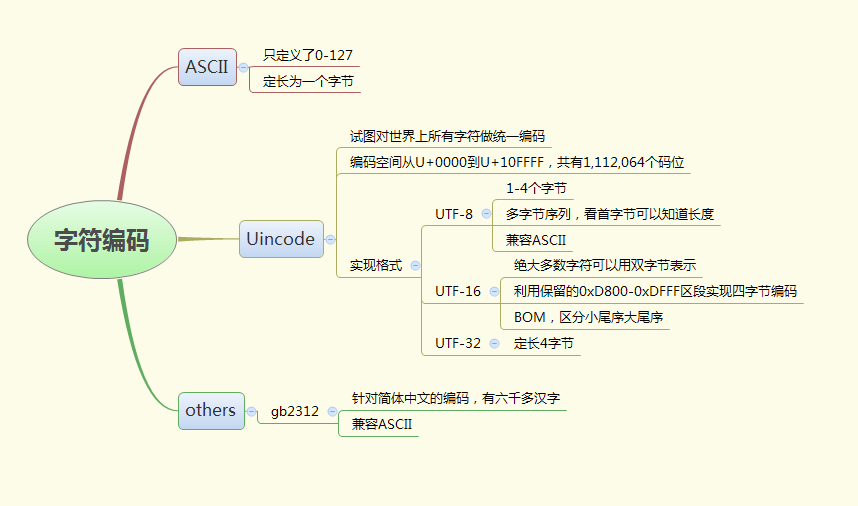 字符编码
ASCII
只定义了0-127
定长为一个字节
Uincode
试图对世界上所有字符做统一编码
编码空间从U+0000到U+10FFFF，共有1,112,064个码位
实现格式
UTF-8
1-4个字节
多字节序列，看首字节可以知道长度
兼容ASCII
UTF-16
绝大多数字符可以用双字节表示
利用保留的0xD800-0xDFFF区段实现四字节编码
BOM，区分小尾序大尾序
UTF-32
定长4字节
others
gb2312
针对简体中文的编码，有六千多汉字
兼容ASCII